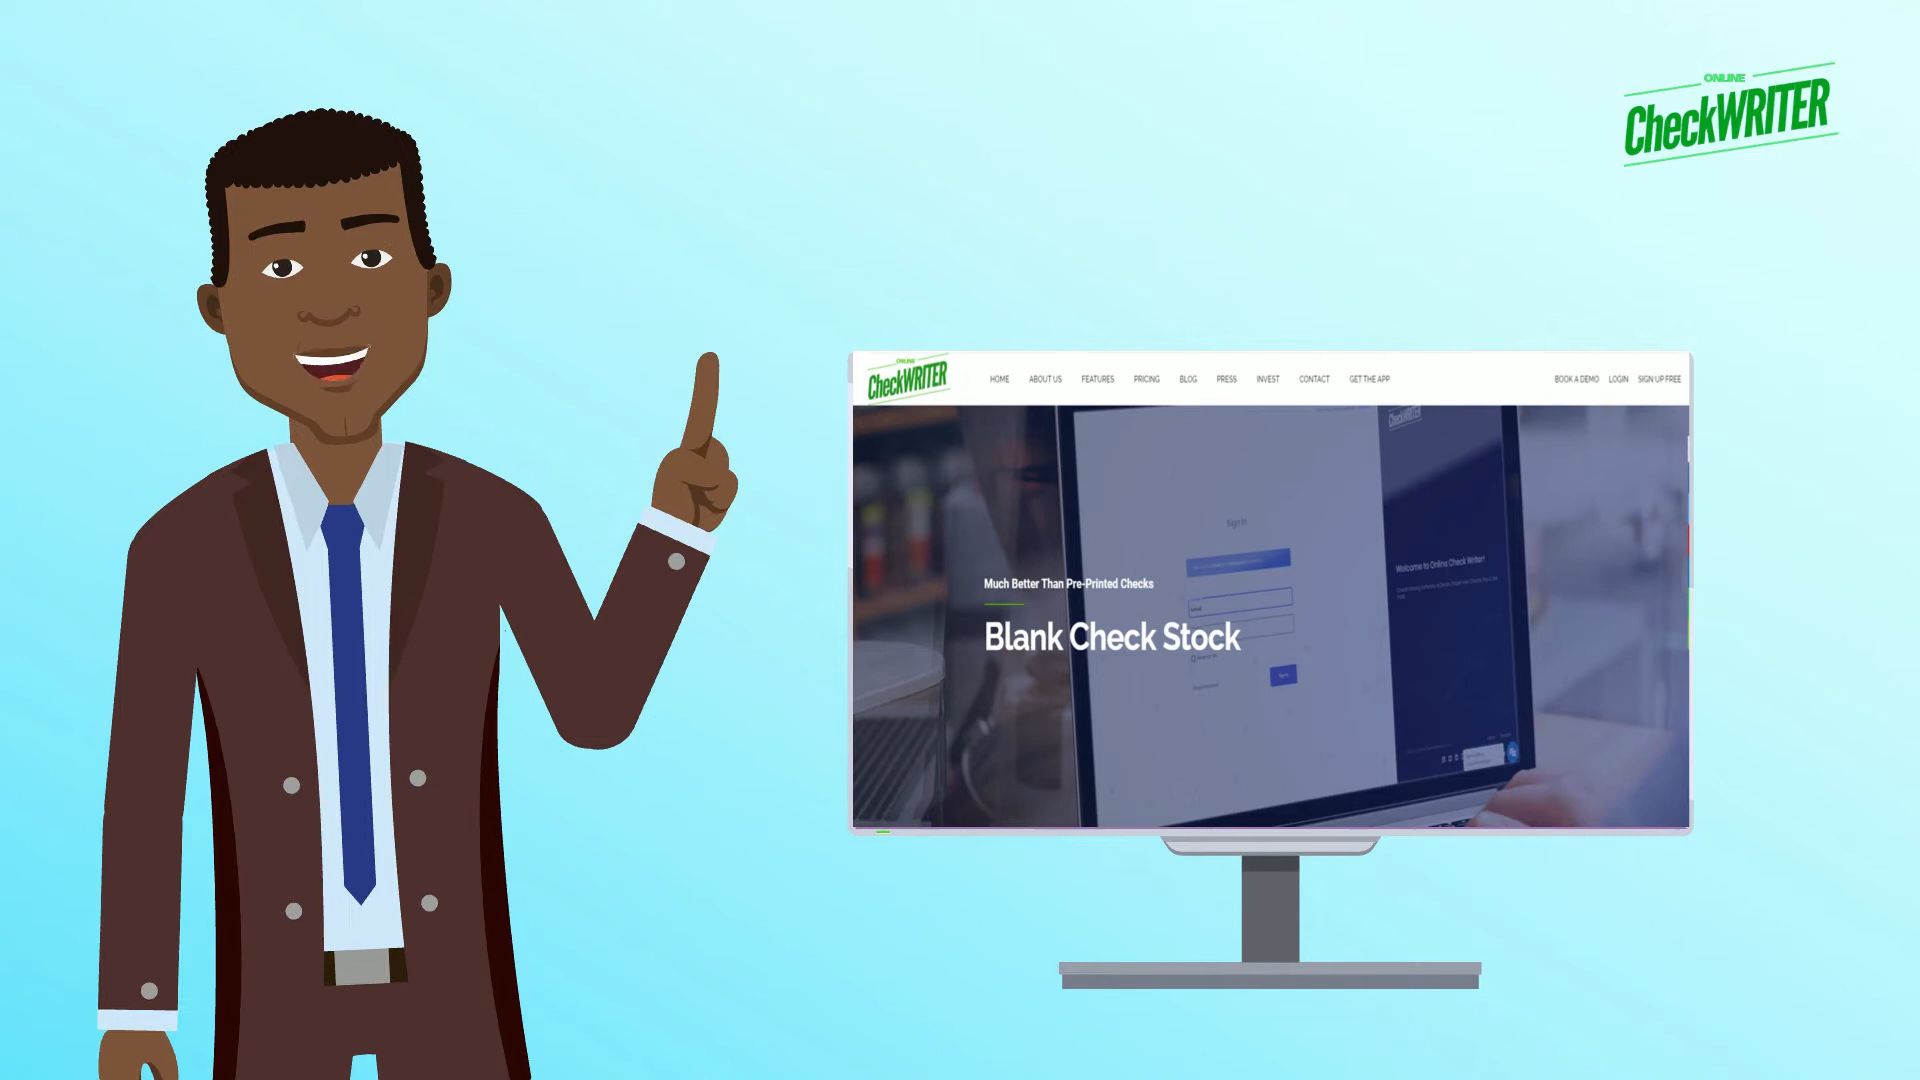 ONLINE
CheckWRITER
ONLINE
CheckWRITER
HOME ABOUT US FEATURES PRICING BLOG PRESS INVEST CONTACT GET THE APP BOOK A DEMO LOGIN SIGN UP FREE
CheckWRITER
Sign In
Welcome to Online Check Writer!
Much Better Than Pre-Printed Checks
Blank Check Stock